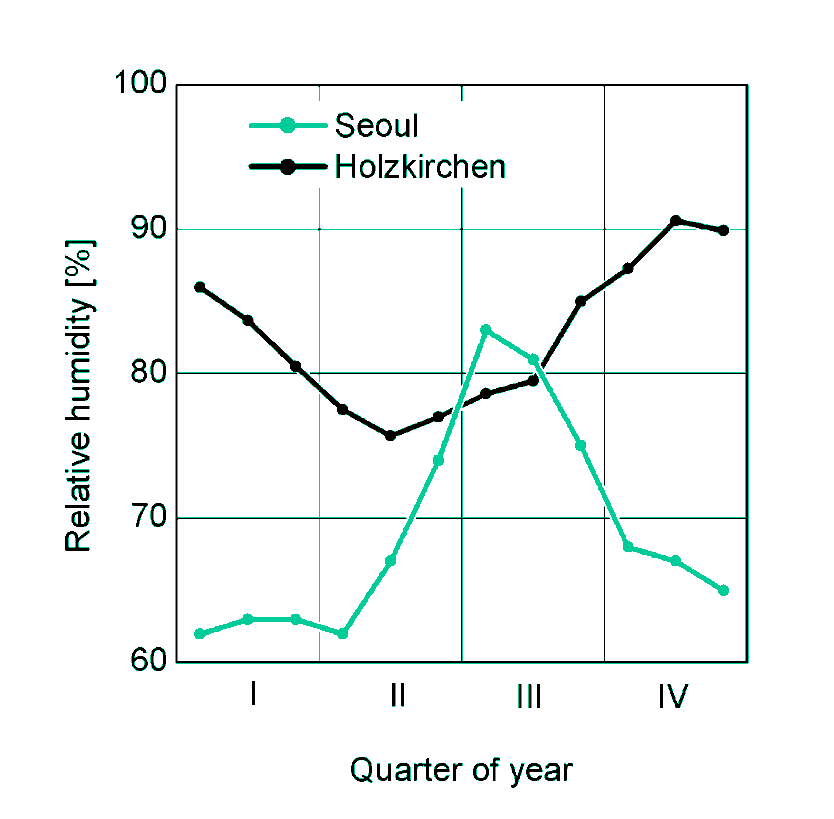 100
90
80
70
60
Relative humidity [%]
Seoul
Holzkirchen
I II III IV
Quarter of year